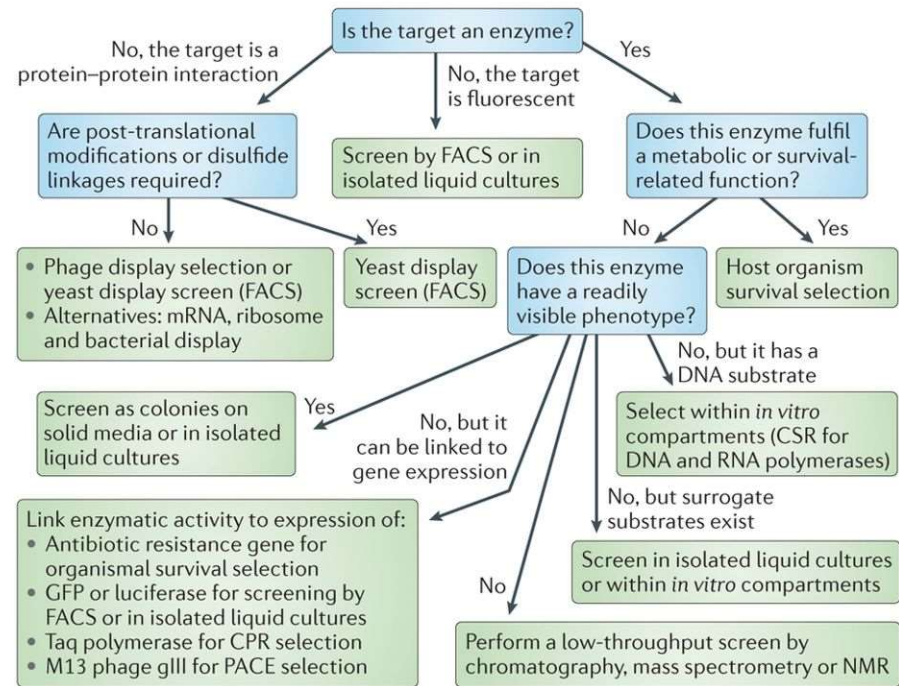 Is the target an enzyme?
No, the target is a
protein–protein interaction
No, the target
is fluorescent
Yes
Are post-translational
modifications or disulfide
linkages required?
Screen by FACS or in
isolated liquid cultures
Does this enzyme fulfil
a metabolic or survival-
related function?
No
Yes
No
Yes
• Phage display selection or
yeast display screen (FACS)
• Alternatives: mRNA, ribosome
and bacterial display
Yeast display
screen (FACS)
Does this enzyme
have a readily
visible phenotype?
Host organism
survival selection
No, but it has a
DNA substrate
Screen as colonies on
solid media or in isolated
liquid cultures
Yes
No, but it
can be linked to
gene expression
Select within in vitro
compartments (CSR for
DNA and RNA polymerases)
No, but surrogate
substrates exist
Link enzymatic activity to expression of:
• Antibiotic resistance gene for
organismal survival selection
• GFP or luciferase for screening by
FACS or in isolated liquid cultures
• Taq polymerase for CPR selection
• M13 phage gIII for PACE selection
Screen in isolated liquid cultures
or within in vitro compartments
No
Perform a low-throughput screen by
chromatography, mass spectrometry or NMR